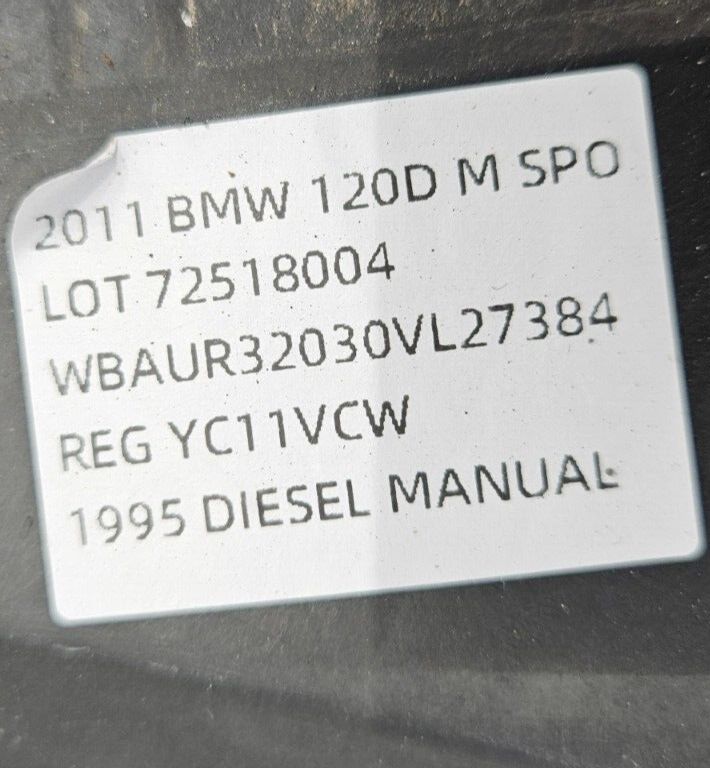 2011 BMW 120D M SPO
LOT 72518004
WBAUR32030VL27384
REG YC11VCW
1995 DIESEL MANUAL